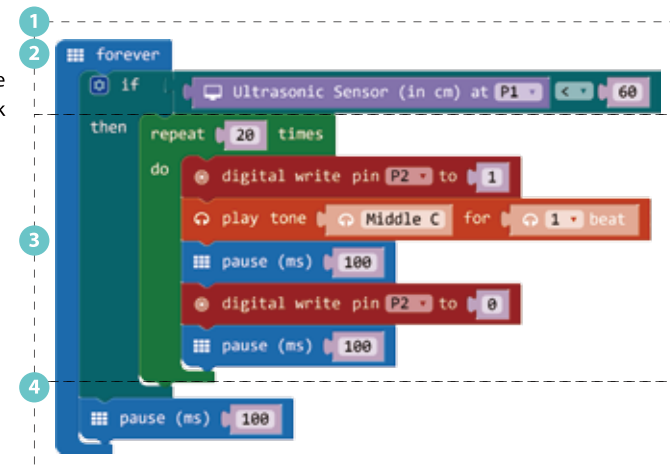 1
2
forever
e
if Ultrasonic Sensor (in cm) at P1 < 60
k
then repeat 20 times
do
digital write pin P2 to 1
3
play tone Middle C for 1 beat
pause (ms) 100
digital write pin P2 to 0
pause (ms) 100
4
pause (ms) 100